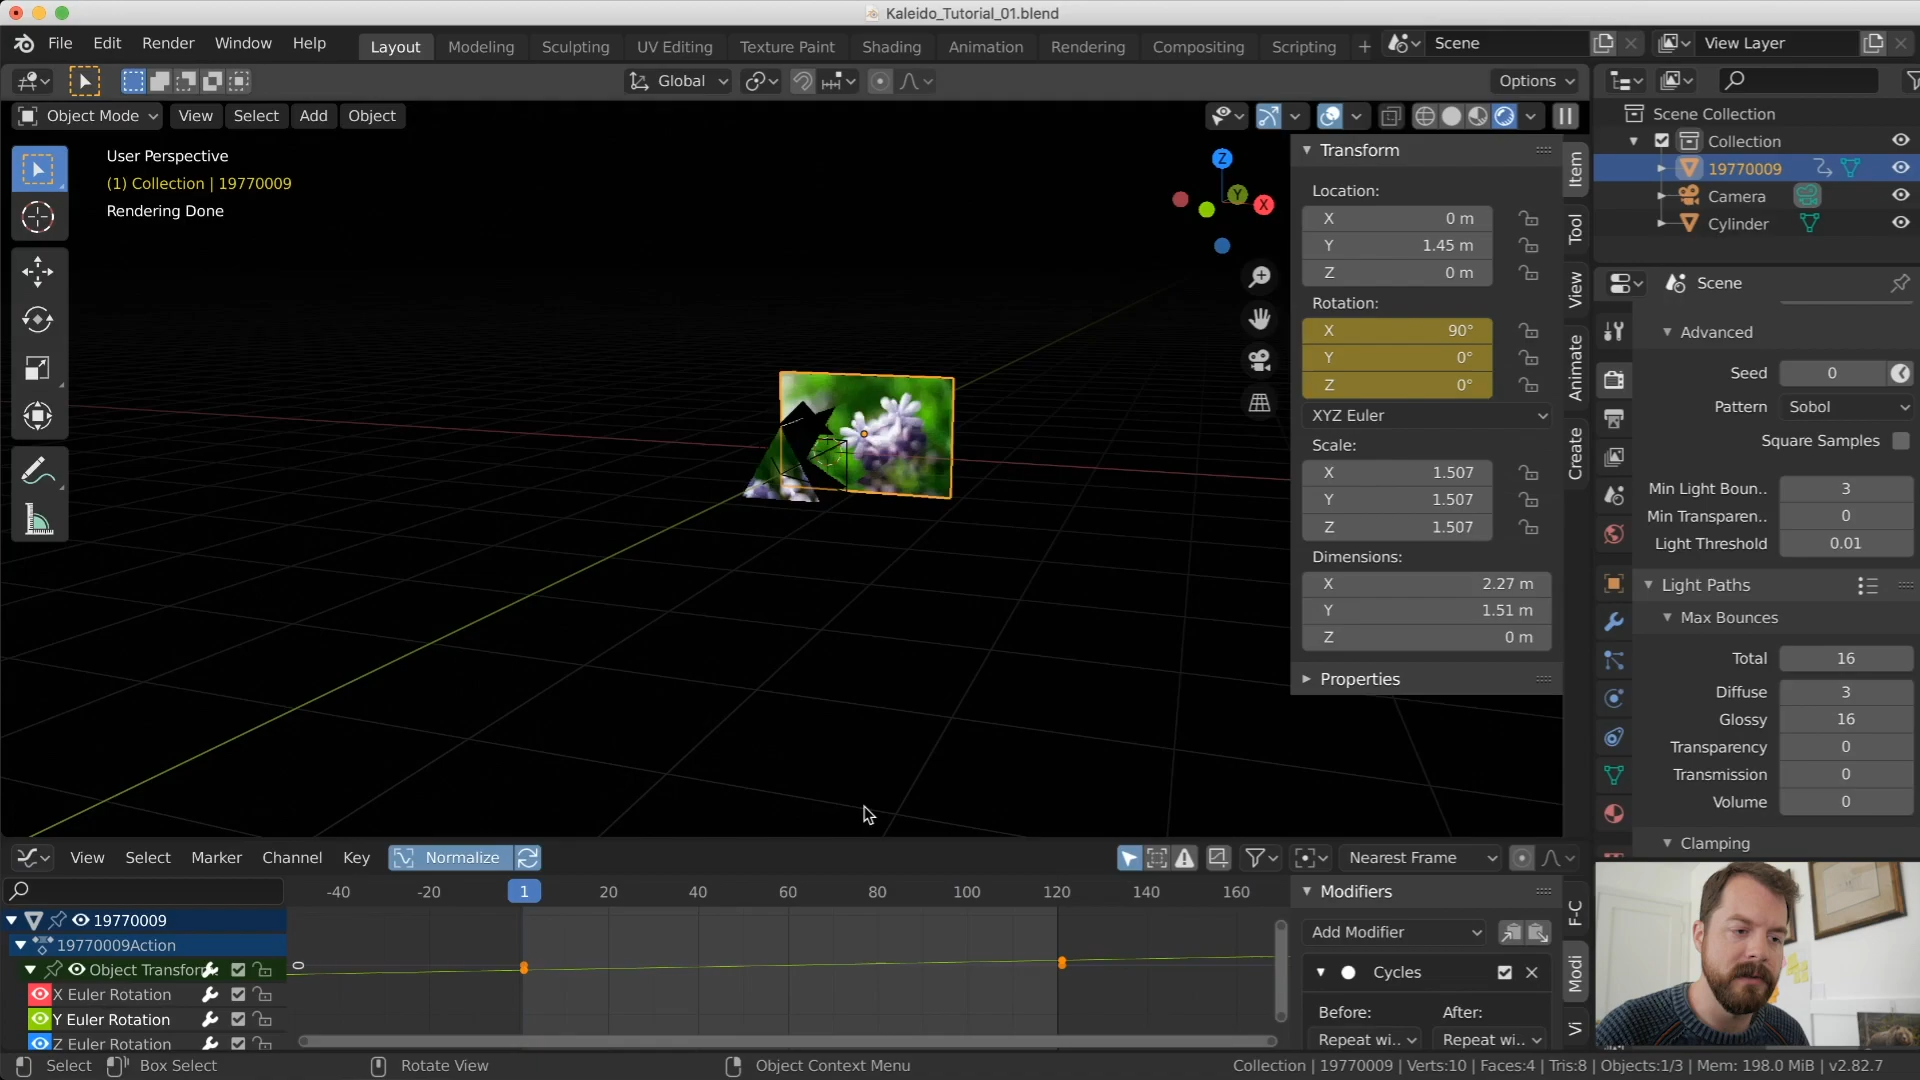 Kaleido_Tutorial_01.blend
File Edit Render Window Help Layout Modeling Sculpting UV Editing Texture Paint Shading Animation Rendering Compositing Scripting + Scene View Layer
Global Options
Object Mode View Select Add Object
User Perspective
(1) Collection | 19770009
Rendering Done
Z
Y
X
Transform
Location:
X 0 m
Y 1.45 m
Z 0 m
Rotation:
X 90°
Y 0°
Z 0°
XYZ Euler
Scale:
X 1.507
Y 1.507
Z 1.507
Dimensions:
X 2.27 m
Y 1.51 m
Z 0 m
Properties
Item
Tool
View
Animate
Create
Scene Collection
Collection
19770009
Camera
Cylinder
Scene
Advanced
Seed 0
Pattern Sobol
Square Samples
Min Light Boun.. 3
Min Transparen.. 0
Light Threshold 0.01
Light Paths
Max Bounces
Total 16
Diffuse 3
Glossy 16
Transparency 0
Transmission 0
Volume 0
Clamping
View Select Marker Channel Key Normalize Nearest Frame
-40 -20 1 20 40 60 80 100 120 140 160
19770009
19770009Action
Object Transfor
X Euler Rotation
Y Euler Rotation
Z Euler Rotation
0
Modifiers
Add Modifier
Cycles
Before: After:
Repeat wi.. Repeat wi..
F-C
Modi
Vi
Select Box Select Rotate View Object Context Menu Collection | 19770009 | Verts:10 | Faces:4 | Tris:8 | Objects:1/3 | Mem: 198.0 MiB | v2.82.7